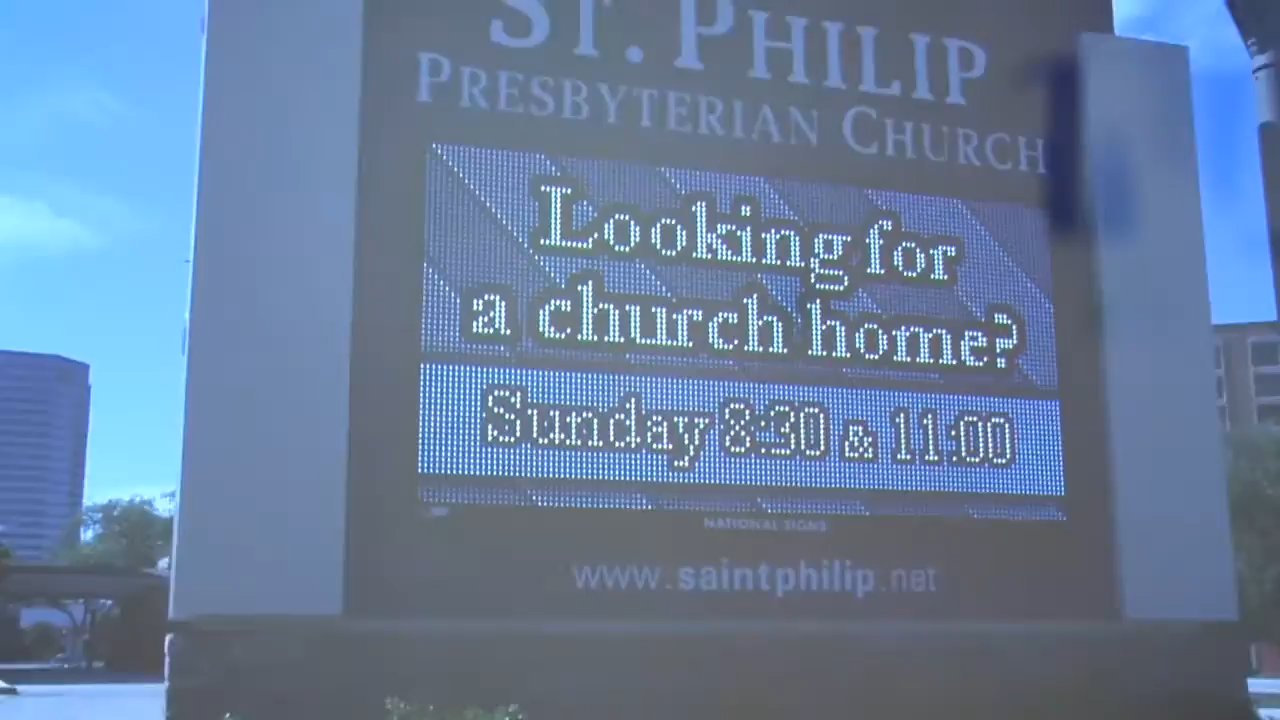 ST. PHILIP
PRESBYTERIAN CHURCH
Looking for
a church home?
Sunday 8:30 & 11:00
NATIONAL SIGNS
www.saintphilip.net